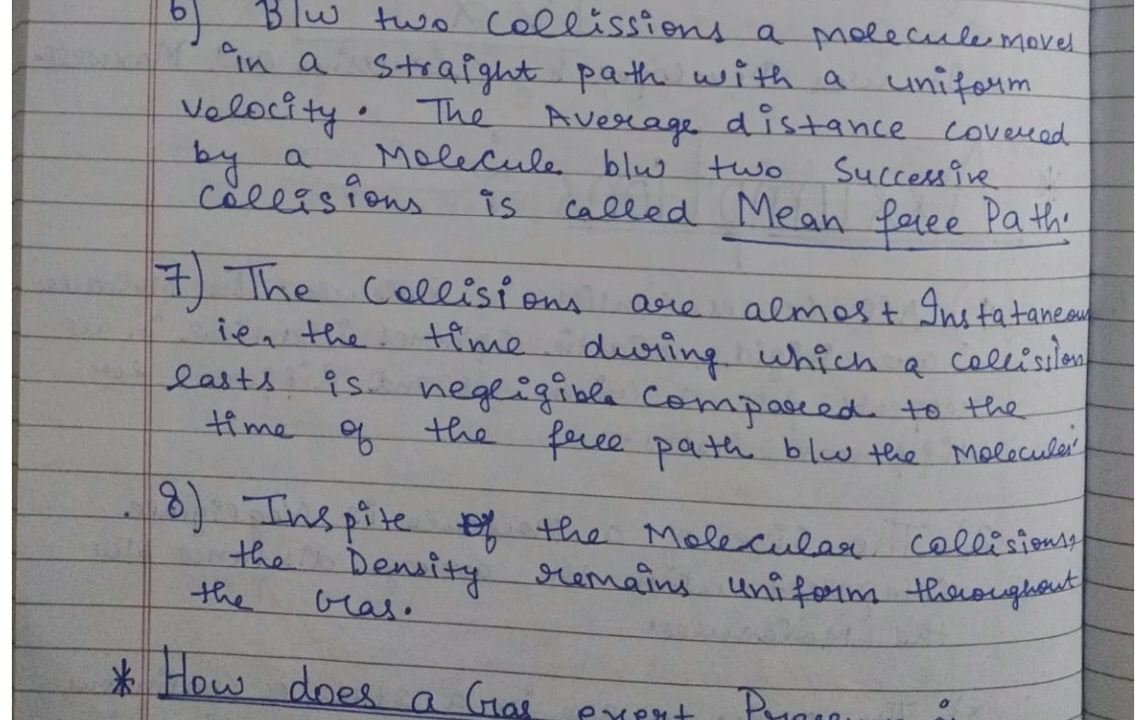 6) B/w two Collissions a molecule moves
in a straight path with a uniform
velocity. The Average distance covered
by a Molecule b/w two Successive
Collisions is called Mean free Path.
7) The Collisions are almost Instataneous
ie, the time during which a collission
lasts is negligible Compared to the
time of the free path b/w the Molecules
8) Inspite of the Molecular Collisions,
the Density remains uniform throughout
the Gas.
* How does a Gas exert